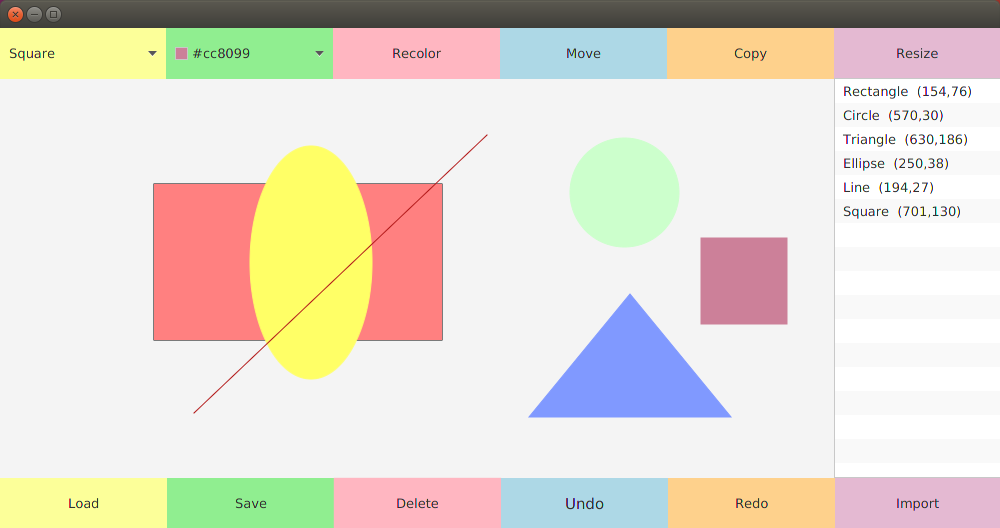 Square
#cc8099
Recolor
Move
Copy
Resize
Rectangle (154,76)
Circle (570,30)
Triangle (630,186)
Ellipse (250,38)
Line (194,27)
Square (701,130)
Load
Save
Delete
Undo
Redo
Import